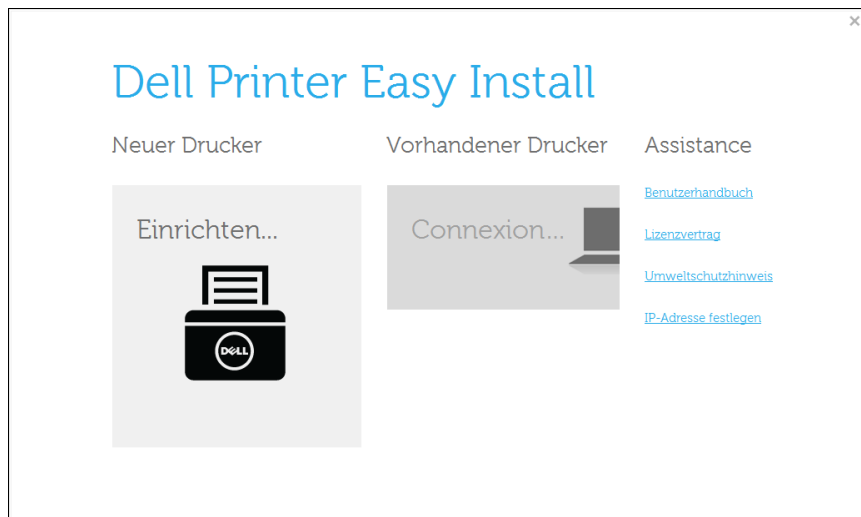 ×
Dell Printer Easy Install
Neuer Drucker
Einrichten...
DELL
Vorhandener Drucker
Connexion...
Assistance
Benutzerhandbuch
Lizenzvertrag
Umweltschutzhinweis
IP-Adresse festlegen